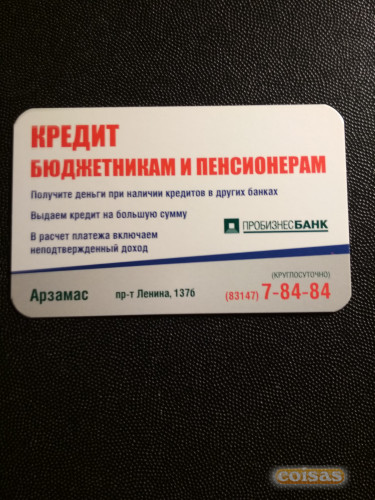 КРЕДИТ
БЮДЖЕТНИКАМ И ПЕНСИОНЕРАМ
Получите деньги при наличии кредитов в других банках
Выдаем кредит на большую сумму
В расчет платежа включаем
неподтвержденный доход
ПРОБИЗНЕСБАНК
(КРУГЛОСУТОЧНО)
Арзамас пр-т Ленина, 137б (83147) 7-84-84
coisas